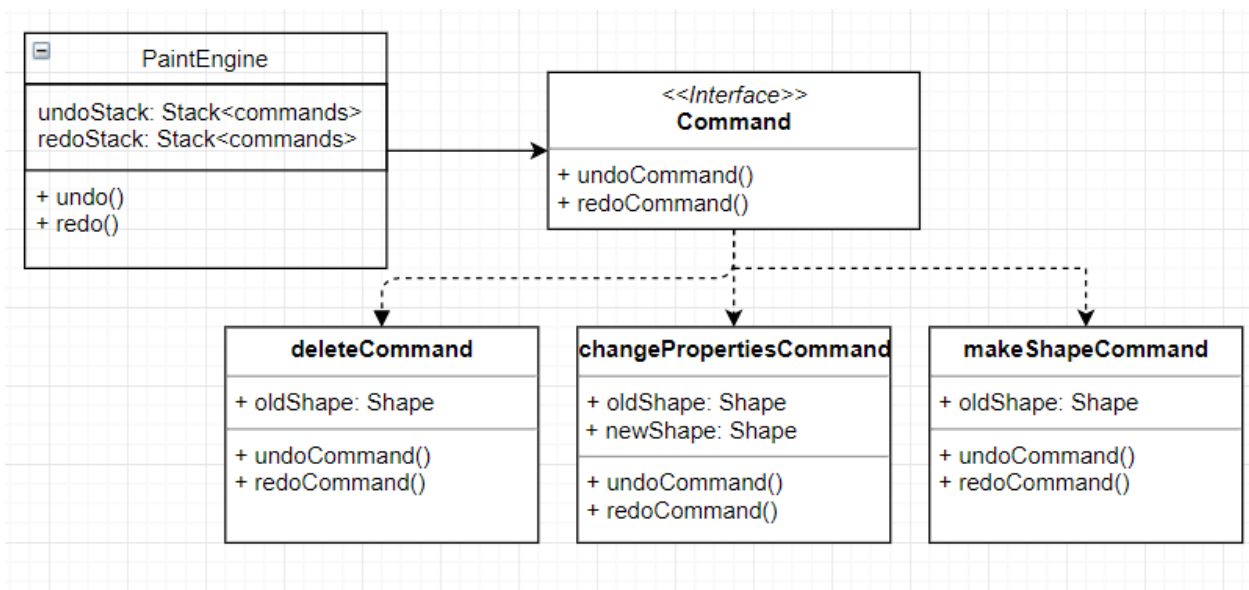 PaintEngine
undoStack: Stack<commands>
redoStack: Stack<commands>
+ undo()
+ redo()
<<Interface>>
Command
+ undoCommand()
+ redoCommand()
deleteCommand
+ oldShape: Shape
+ undoCommand()
+ redoCommand()
changePropertiesCommand
+ oldShape: Shape
+ newShape: Shape
+ undoCommand()
+ redoCommand()
makeShapeCommand
+ oldShape: Shape
+ undoCommand()
+ redoCommand()